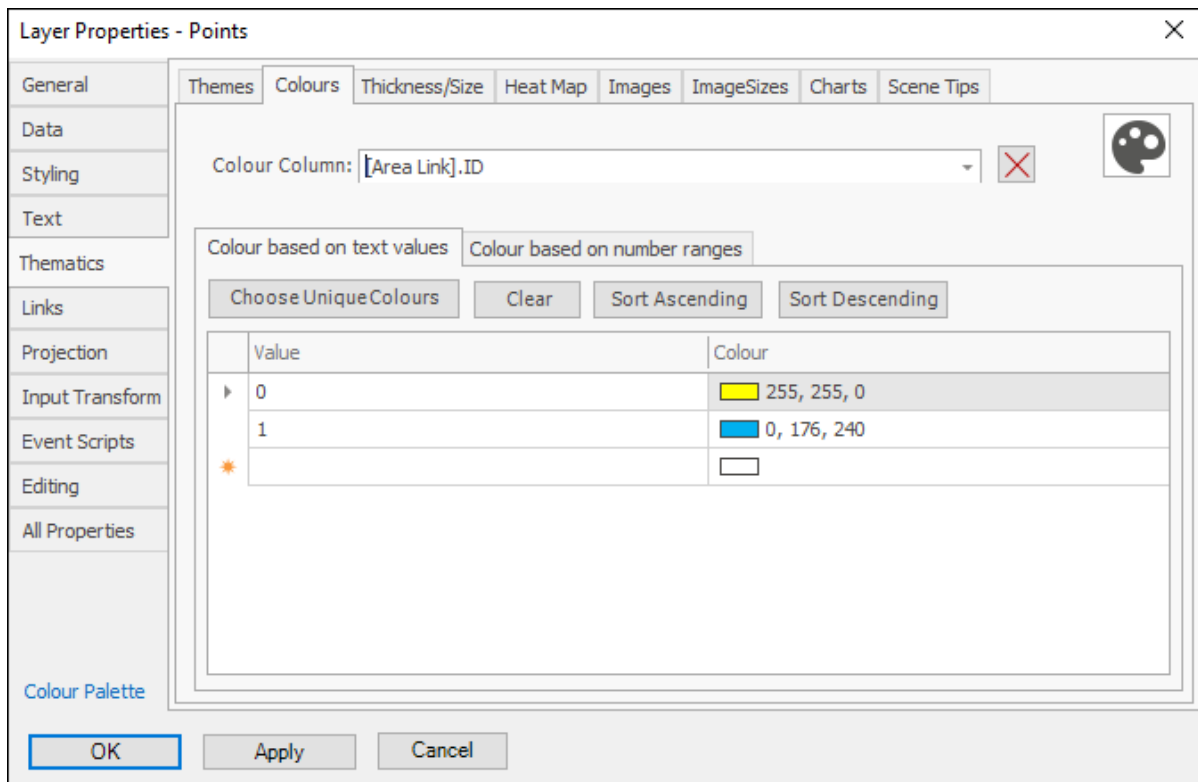 Layer Properties - Points
General
Data
Styling
Text
Thematics
Links
Projection
Input Transform
Event Scripts
Editing
All Properties
Colour Palette
Themes Colours Thickness/Size Heat Map Images ImageSizes Charts Scene Tips
Colour Column: [Area Link].ID
Colour based on text values Colour based on number ranges
Choose Unique Colours Clear Sort Ascending Sort Descending
Value Colour
0 255, 255, 0
1 0, 176, 240
OK Apply Cancel